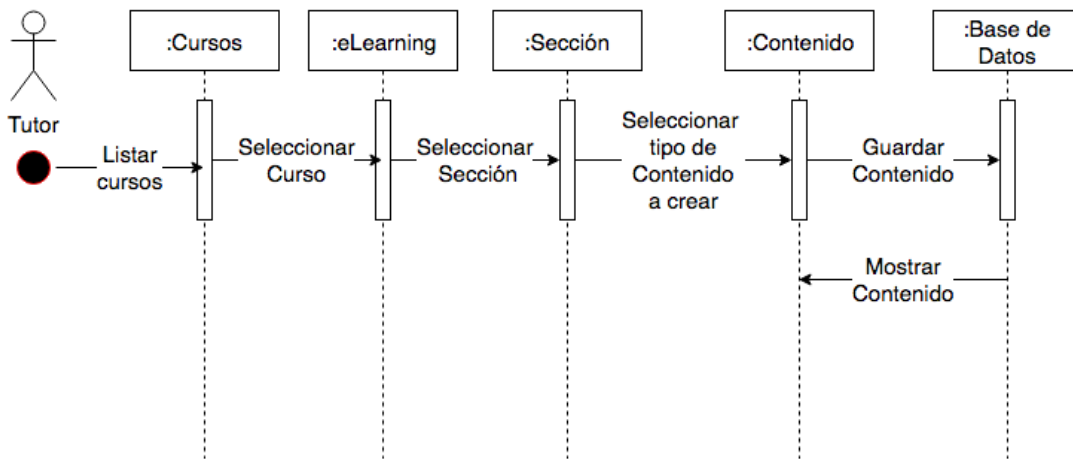 :Cursos
:eLearning
:Sección
:Contenido
:Base de
Datos
Tutor
Listar
cursos
Seleccionar
Curso
Seleccionar
Sección
Seleccionar
tipo de
Contenido
a crear
Guardar
Contenido
Mostrar
Contenido